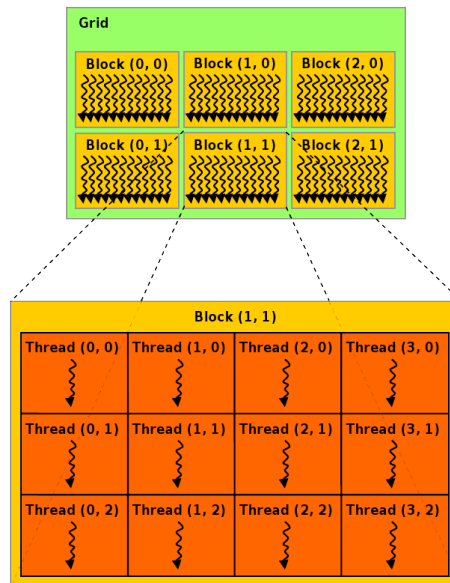 Grid
Block (0, 0) Block (1, 0) Block (2, 0)
Block (0, 1) Block (1, 1) Block (2, 1)
Block (1, 1)
Thread (0, 0) Thread (1, 0) Thread (2, 0) Thread (3, 0)
Thread (0, 1) Thread (1, 1) Thread (2, 1) Thread (3, 1)
Thread (0, 2) Thread (1, 2) Thread (2, 2) Thread (3, 2)